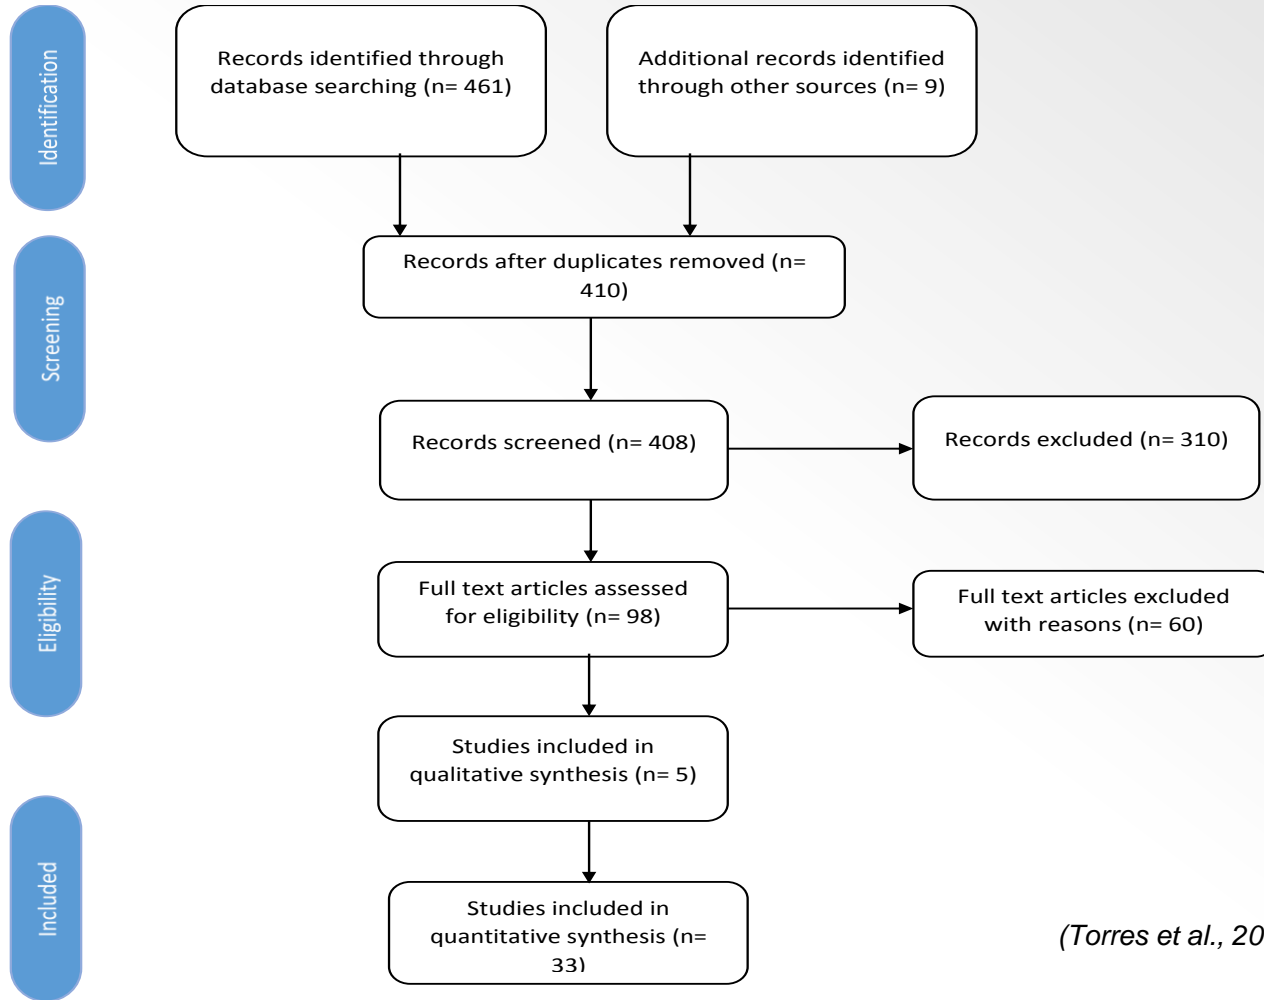 Identification
Records identified through
database searching (n= 461)
Additional records identified
through other sources (n= 9)
Screening
Records after duplicates removed (n=
410)
Records screened (n= 408)
Records excluded (n= 310)
Eligibility
Full text articles assessed
for eligibility (n= 98)
Full text articles excluded
with reasons (n= 60)
Studies included in
qualitative synthesis (n= 5)
Included
Studies included in
quantitative synthesis (n=
33)
(Torres et al., 20